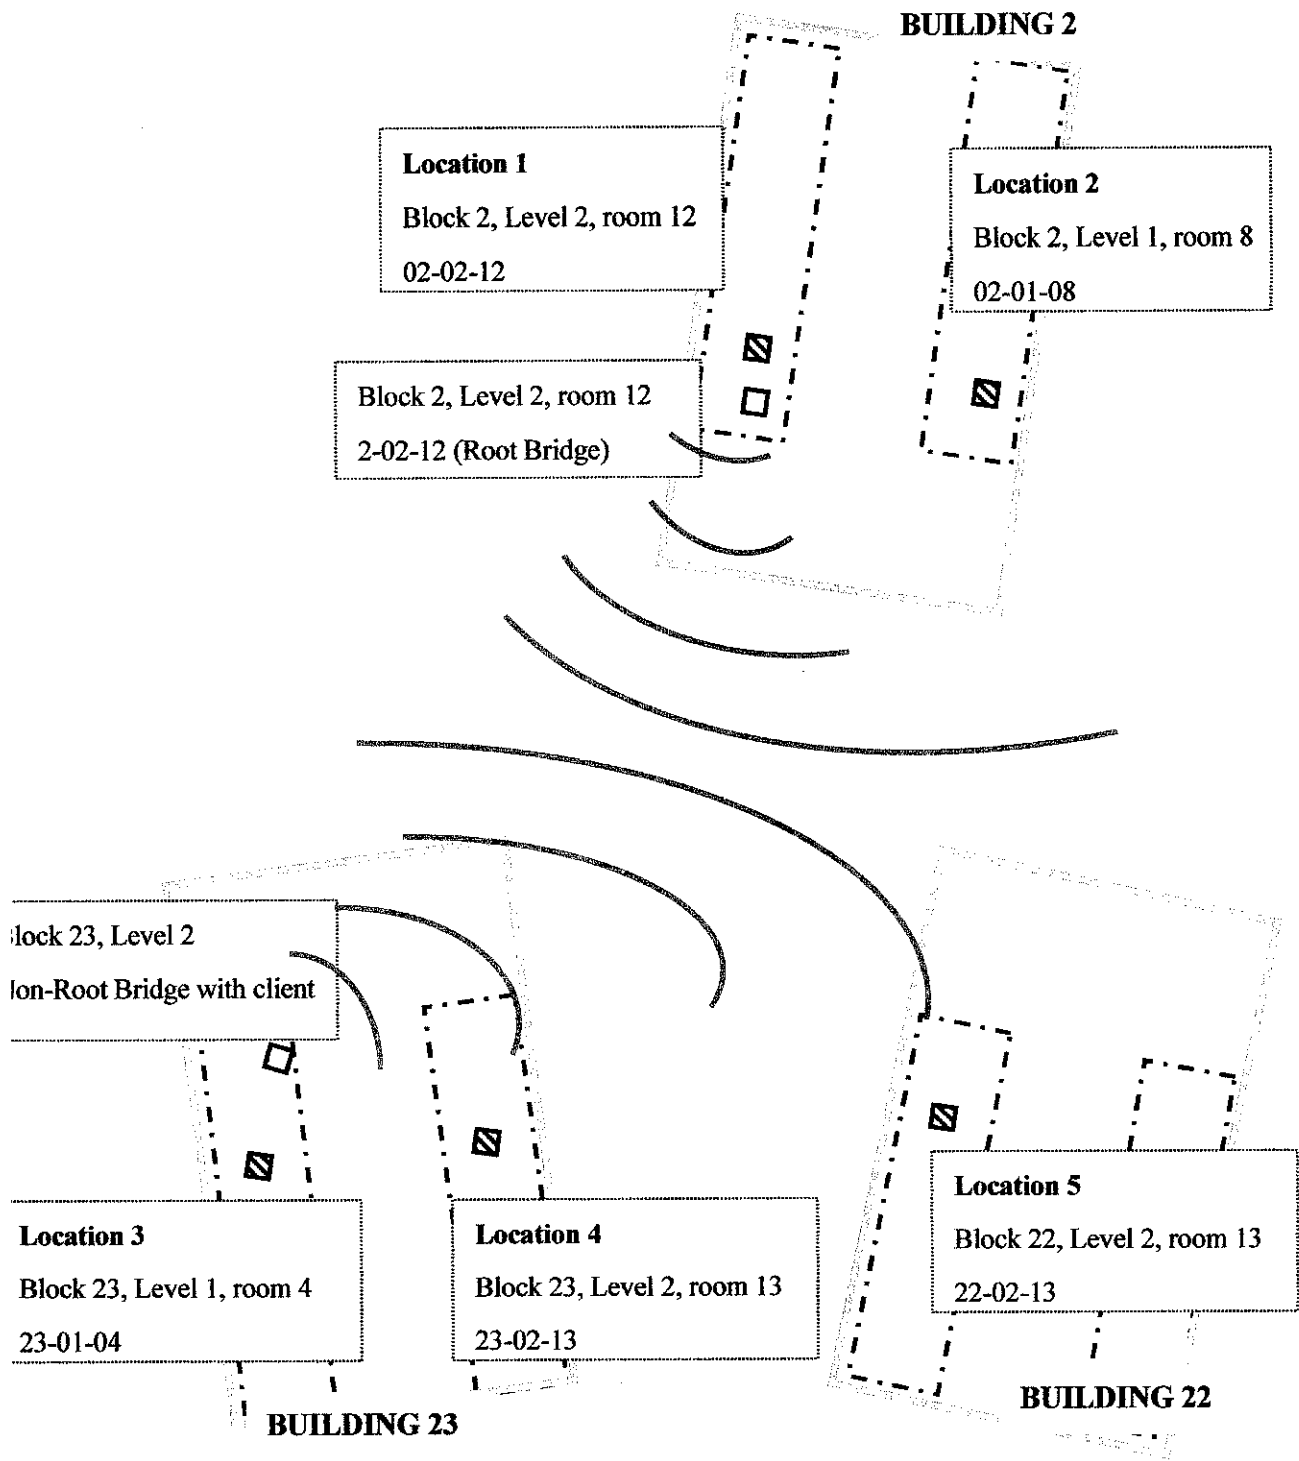 BUILDING 2
Location 1
Block 2, Level 2, room 12
02-02-12
Location 2
Block 2, Level 1, room 8
02-01-08
Block 2, Level 2, room 12
2-02-12 (Root Bridge)
lock 23, Level 2
on-Root Bridge with client
Location 3
Block 23, Level 1, room 4
23-01-04
Location 4
Block 23, Level 2, room 13
23-02-13
Location 5
Block 22, Level 2, room 13
22-02-13
BUILDING 23
BUILDING 22